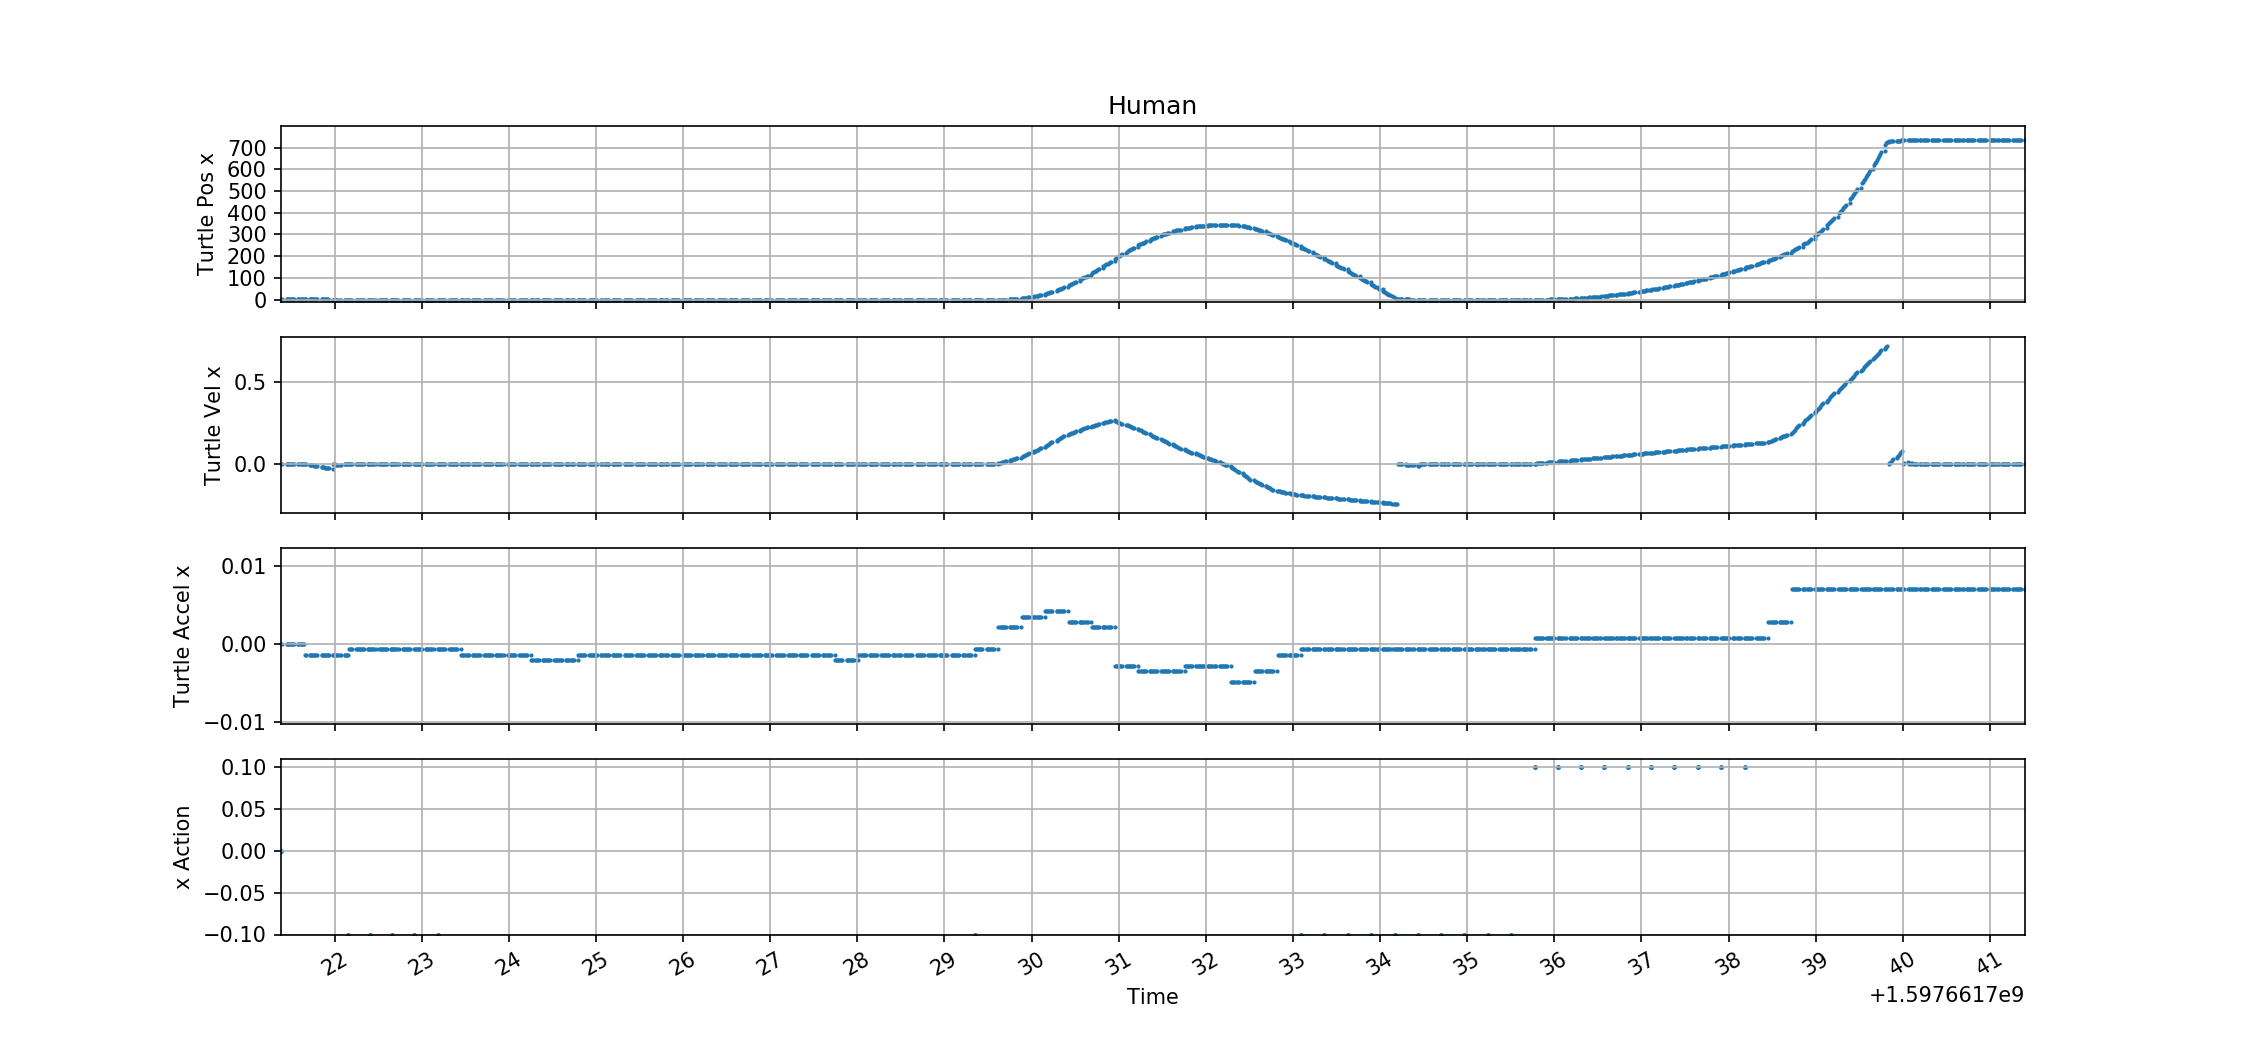 Human
Turtle Pos x
700
600
500
400
300
200
100
0
Turtle Vel x
0.5
0.0
Turtle Accel x
0.01
0.00
−0.01
x Action
0.10
0.05
0.00
−0.05
−0.10
22 23 24 25 26 27 28 29 30 31 32 33 34 35 36 37 38 39 40 41
Time
+1.5976617e9